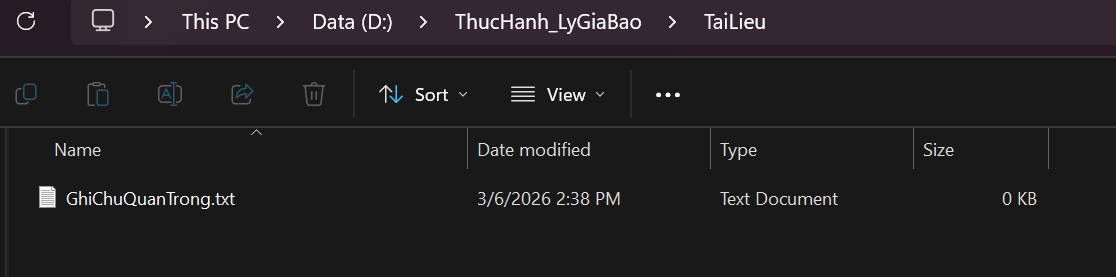 This PC > Data (D:) > ThucHanh_LyGiaBao > TaiLieu
Sort View
Name Date modified Type Size
GhiChuQuanTrong.txt 3/6/2026 2:38 PM Text Document 0 KB